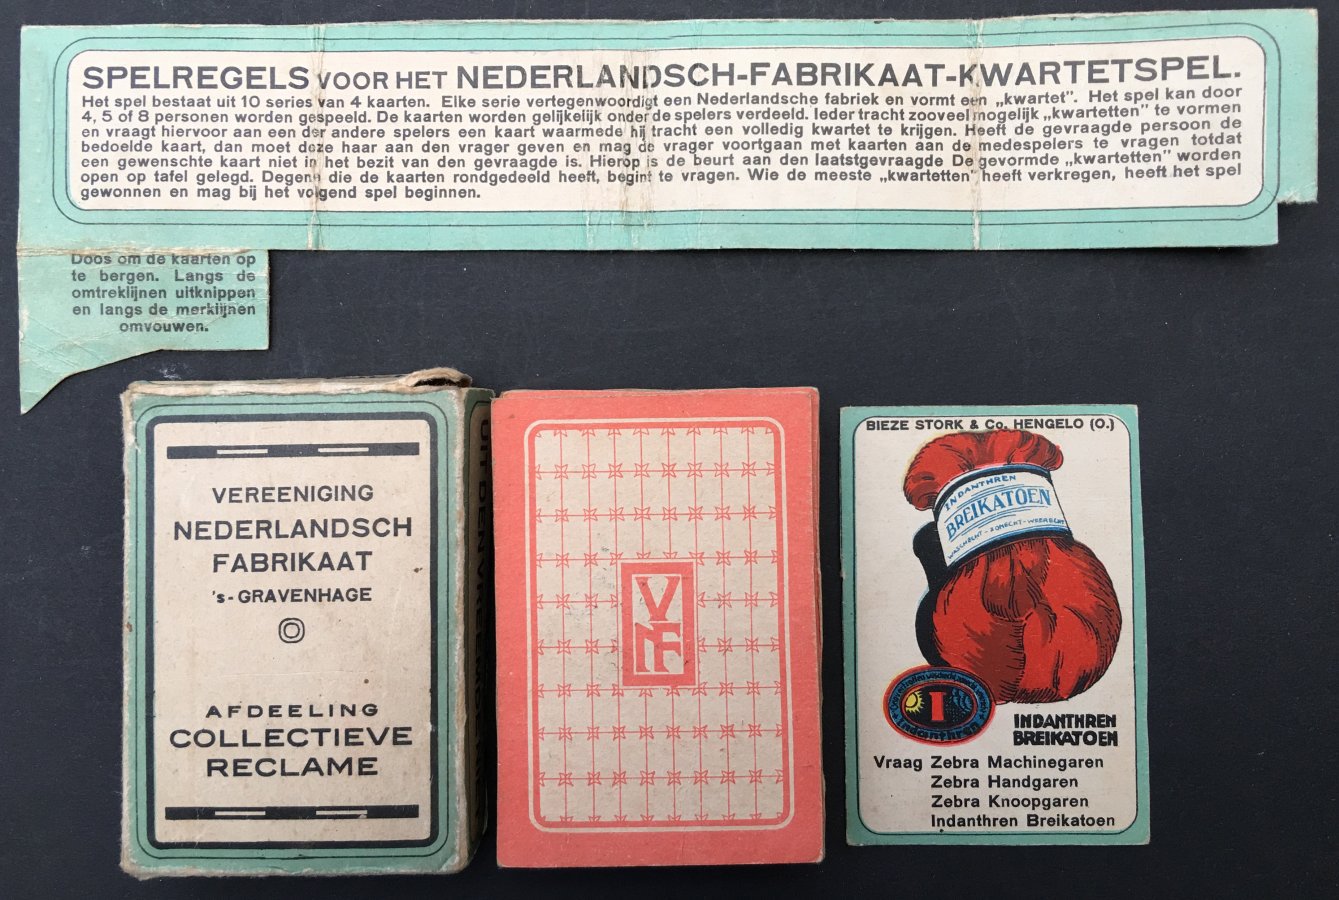 SPELREGELS VOOR HET NEDERLANDSCH-FABRIKAAT-KWARTETSPEL.
Het spel bestaat uit 10 series van 4 kaarten. Elke serie vertegenwoordigt een Nederlandsche fabriek en vormt een „kwartet”. Het spel kan door
4, 5 of 8 personen worden gespeeld. De kaarten worden gelijkelijk onder de spelers verdeeld. Ieder tracht zooveel mogelijk „kwartetten” te vormen
en vraagt hiervoor aan een der andere spelers een kaart waarmede hij tracht een volledig kwartet te krijgen. Heeft de gevraagde persoon de
bedoelde kaart, dan moet deze haar aan den vrager geven en mag de vrager voortgaan met kaarten aan de medespelers te vragen totdat
een gewenschte kaart niet in het bezit van den gevraagde is. Hierop is de beurt aan den laatstgevraagde De gevormde „kwartetten” worden
open op tafel gelegd. Degene die de kaarten rondgedeeld heeft, begint te vragen. Wie de meeste „kwartetten” heeft verkregen, heeft het spel
gewonnen en mag bij het volgend spel beginnen.
Doos om de kaarten op
te bergen. Langs de
omtreklijnen uitknippen
en langs de merklijnen
omvouwen.
VEREENIGING
NEDERLANDSCH
FABRIKAAT
's-GRAVENHAGE
AFDEELING
COLLECTIEVE
RECLAME
VNF
BIEZE STORK & Co. HENGELO (O.)
INDANTHREN
BREIKATOEN
WASCHECHT-ZONECHT-WEERECHT
I
Indanthren
INDANTHREN
BREIKATOEN
Vraag Zebra Machinegaren
Zebra Handgaren
Zebra Knoopgaren
Indanthren Breikatoen